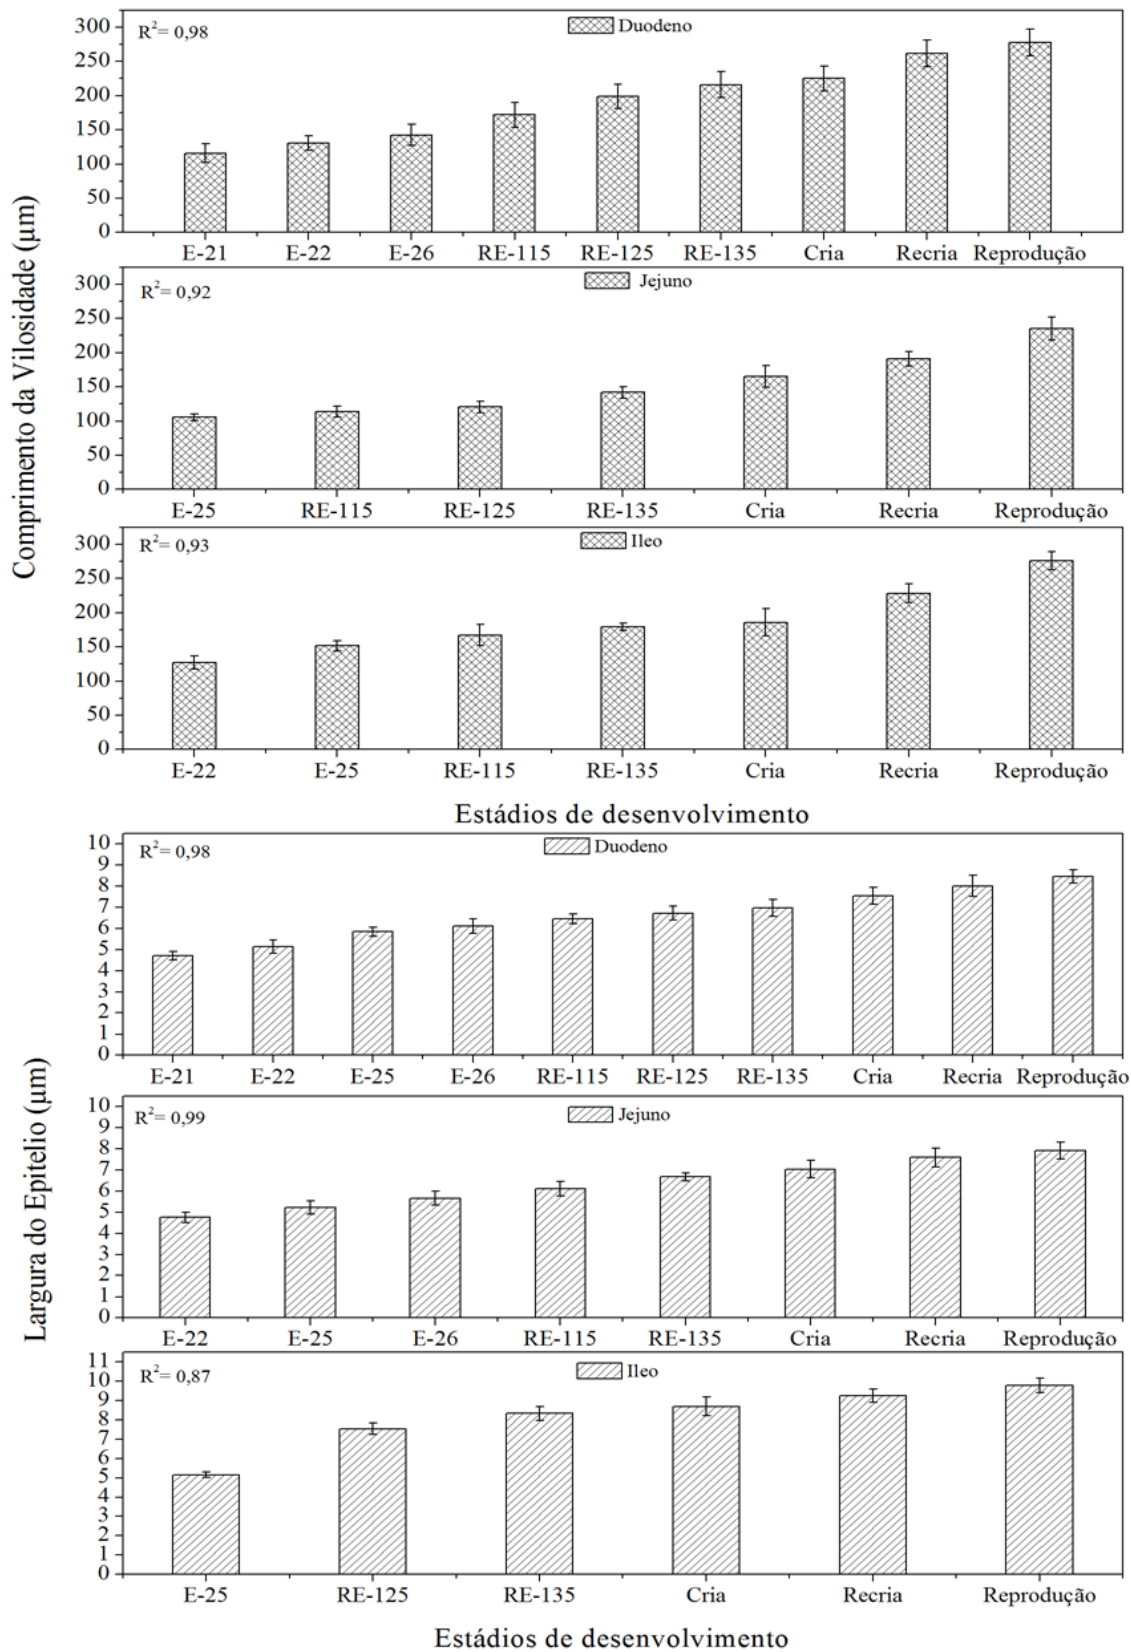 Comprimento da Vilosidade (µm)
R²= 0,98
Duodeno
300
250
200
150
100
50
0
E-21 E-22 E-26 RE-115 RE-125 RE-135 Cria Recria Reprodução
R²= 0,92
Jejuno
300
250
200
150
100
50
0
E-25 RE-115 RE-125 RE-135 Cria Recria Reprodução
R²= 0,93
Ileo
300
250
200
150
100
50
0
E-22 E-25 RE-115 RE-135 Cria Recria Reprodução
Estádios de desenvolvimento
Largura do Epitelio (µm)
R²= 0,98
Duodeno
10
9
8
7
6
5
4
3
2
1
0
E-21 E-22 E-25 E-26 RE-115 RE-125 RE-135 Cria Recria Reprodução
R²= 0,99
Jejuno
10
9
8
7
6
5
4
3
2
1
0
E-22 E-25 E-26 RE-115 RE-135 Cria Recria Reprodução
R²= 0,87
Ileo
11
10
9
8
7
6
5
4
3
2
1
0
E-25 RE-125 RE-135 Cria Recria Reprodução
Estádios de desenvolvimento